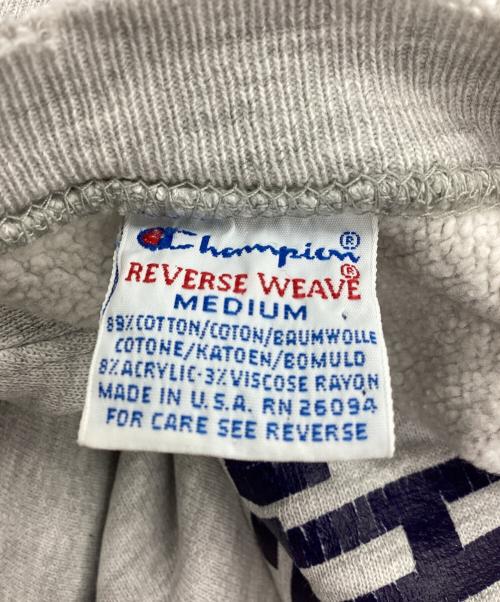 Champion®
REVERSE WEAVE®
MEDIUM
89% COTTON/COTON/BAUMWOLLE
COTONE/KATOEN/BOMULD
8% ACRYLIC-3% VISCOSE RAYON
MADE IN U.S.A. RN 26094
FOR CARE SEE REVERSE